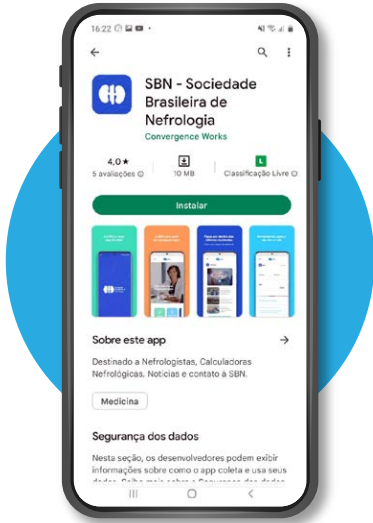 16:22
SBN - Sociedade
Brasileira de
Nefrologia
Convergence Works
4,0★
5 avaliações
10 MB
L
Classificação Livre
Instalar
Sobre este app
Destinado a Nefrologistas, Calculadoras
Nefrológicas, Notícias e contato à SBN.
Medicina
Segurança dos dados
Nesta seção, os desenvolvedores podem exibir
informações sobre como o app coleta e usa seus